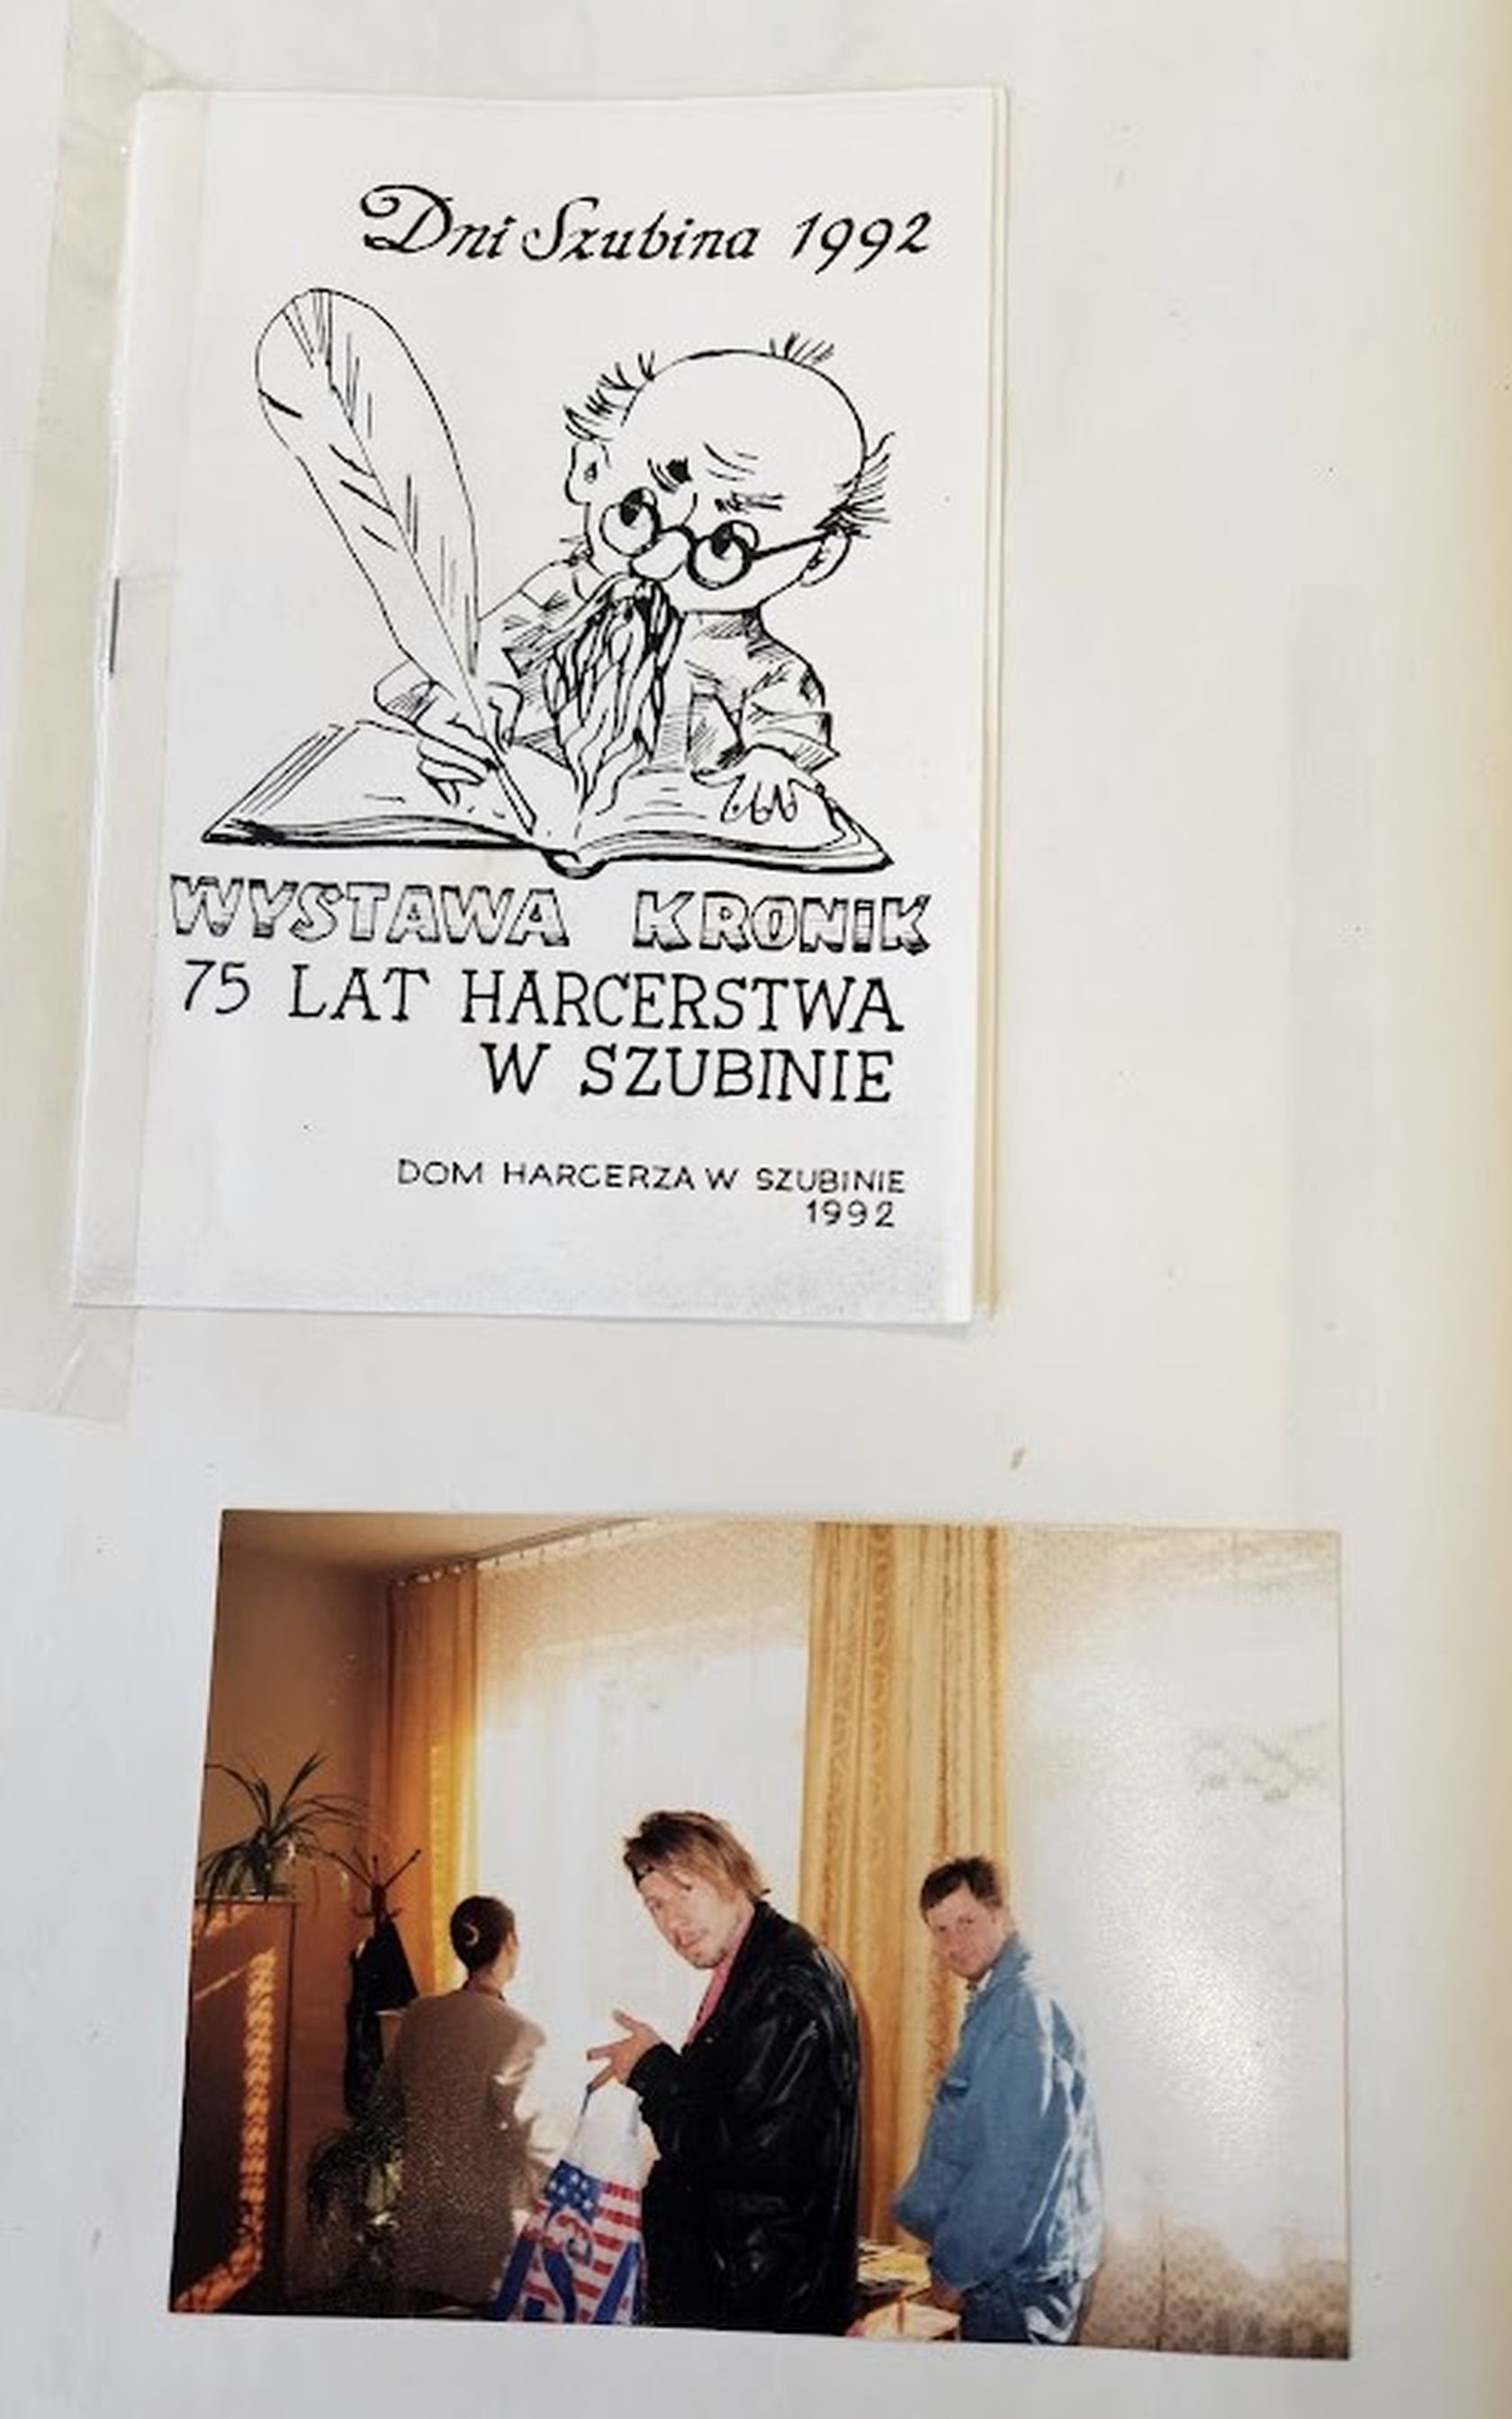 Dni Szubina 1992
WYSTAWA KRONiK
75 LAT HARCERSTWA
W SZUBINIE
DOM HARCERZA W SZUBINIE
1992